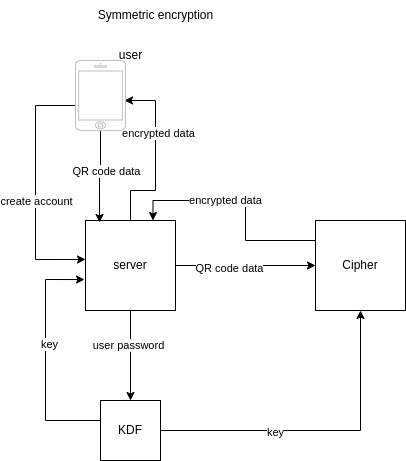 Symmetric encryption
user
encrypted data
QR code data
create account
encrypted data
server
QR code data
Cipher
key
user password
KDF
key